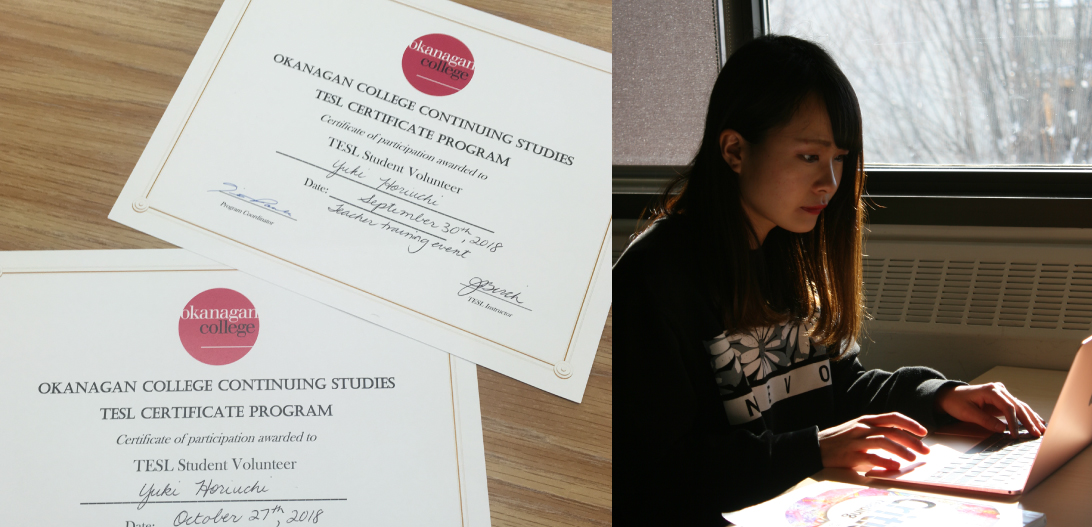 okanagan
college
OKANAGAN COLLEGE CONTINUING STUDIES
TESL CERTIFICATE PROGRAM
Certificate of participation awarded to
TESL Student Volunteer
Yuki Horiuchi
Date: September 30th, 2018
Teacher training event
Program Coordinator
TESL Instructor
okanagan
college
OKANAGAN COLLEGE CONTINUING STUDIES
TESL CERTIFICATE PROGRAM
Certificate of participation awarded to
TESL Student Volunteer
Yuki Horiuchi
Date: October 27th, 2018
NEVO